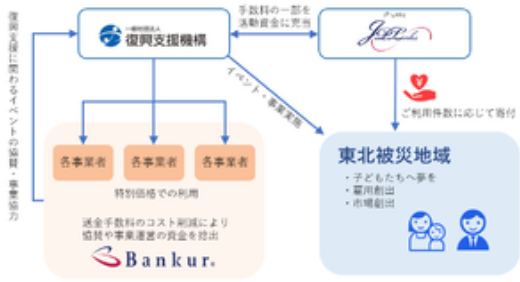 復興支援に関わるイベントの協賛・事業協力
一般社団法人
復興支援機構
手数料の一部を
活動資金に充当
イベント・事業実施
ご利用件数に応じて寄付
各事業者
各事業者
各事業者
特別価格での利用
送金手数料のコスト削減により
協賛や事業運営の資金を捻出
Bankur
東北被災地域
・子どもたちへ夢を
・雇用創出
・市場創出